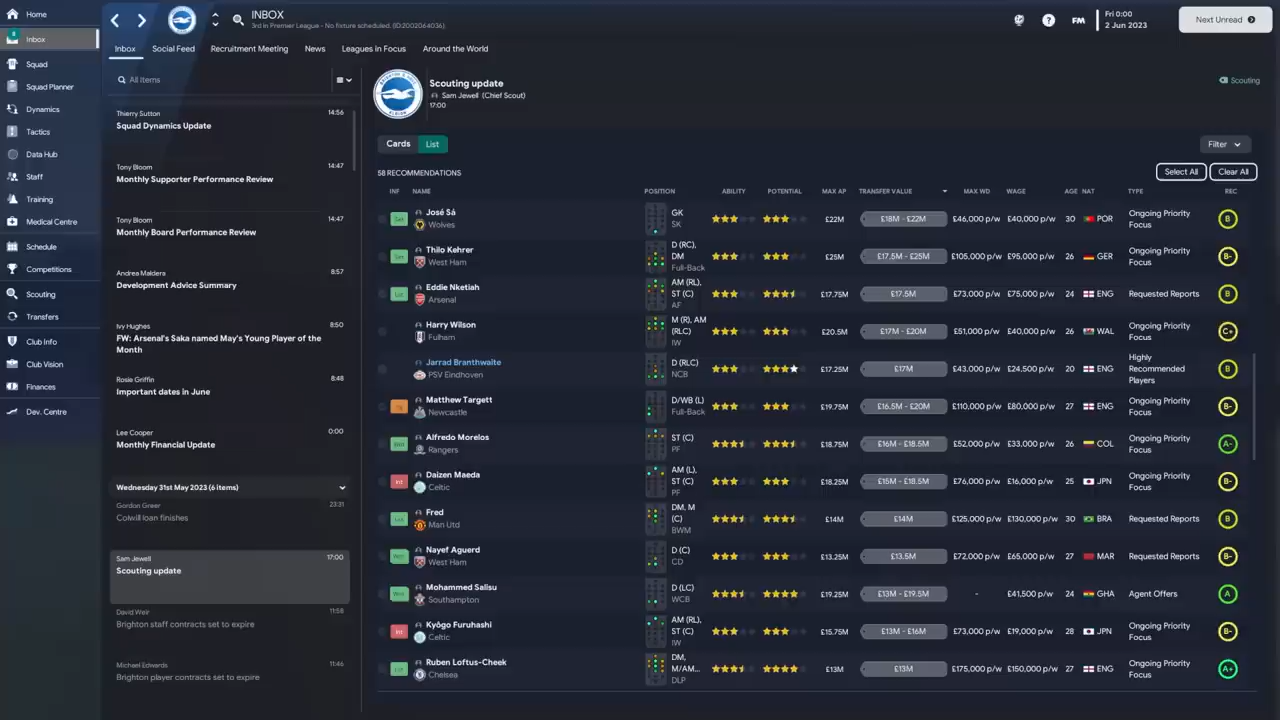 Home
INBOX
3rd in Premier League - No fixture scheduled. (ID:2002064036)
FM
Fri 0:00
2 Jun 2023
Next Unread
Inbox
Inbox
Social Feed
Recruitment Meeting
News
Leagues in Focus
Around the World
Squad
Squad Planner
Dynamics
Tactics
Data Hub
Staff
Training
Medical Centre
Schedule
Competitions
Scouting
Transfers
Club Info
Club Vision
Finances
Dev. Centre
All Items
Thierry Sutton 14:56
Squad Dynamics Update
Tony Bloom 14:47
Monthly Supporter Performance Review
Tony Bloom 14:47
Monthly Board Performance Review
Andrea Maldera 8:57
Development Advice Summary
Ivy Hughes 8:50
FW: Arsenal's Saka named May's Young Player of the
Month
Rosie Griffin 8:48
Important dates in June
Lee Cooper 0:00
Monthly Financial Update
Wednesday 31st May 2023 (6 items)
Gordon Greer 23:31
Colwill loan finishes
Sam Jewell 17:00
Scouting update
David Weir 11:58
Brighton staff contracts set to expire
Michael Edwards 11:46
Brighton player contracts set to expire
Scouting update
Sam Jewell (Chief Scout)
17:00
Scouting
Cards
List
Filter
58 RECOMMENDATIONS
Select All
Clear All
INF NAME POSITION ABILITY POTENTIAL MAX AP TRANSFER VALUE MAX WD WAGE AGE NAT TYPE REC
José Sá
Wolves
GK
SK
£22M £18M - £22M £46,000 p/w £40,000 p/w 30 POR
Ongoing Priority
Focus
B
Thilo Kehrer
West Ham
D (RC),
DM
Full-Back
£25M £17.5M - £25M £105,000 p/w £95,000 p/w 26 GER
Ongoing Priority
Focus
B-
Eddie Nketiah
Arsenal
AM (RL),
ST (C)
AF
£17.75M £17.5M £73,000 p/w £75,000 p/w 24 ENG
Requested Reports
B
Harry Wilson
Fulham
M (R), AM
(RLC)
IW
£20.5M £17M - £20M £51,000 p/w £40,000 p/w 26 WAL
Ongoing Priority
Focus
C+
Jarrad Branthwaite
PSV Eindhoven
D (RLC)
NCB
£17.25M £17M £43,000 p/w £24,500 p/w 20 ENG
Highly
Recommended
Players
B
Matthew Targett
Newcastle
D/WB (L)
Full-Back
£19.75M £16.5M - £20M £110,000 p/w £80,000 p/w 27 ENG
Ongoing Priority
Focus
B-
Alfredo Morelos
Rangers
ST (C)
PF
£18.75M £16M - £18.5M £52,000 p/w £33,000 p/w 26 COL
Ongoing Priority
Focus
A-
Int
Daizen Maeda
Celtic
AM (L),
ST (C)
PF
£18.25M £15M - £18.5M £76,000 p/w £16,000 p/w 25 JPN
Ongoing Priority
Focus
B-
Fred
Man Utd
DM, M
(C)
BWM
£14M £14M £125,000 p/w £130,000 p/w 30 BRA
Requested Reports
B
Nayef Aguerd
West Ham
D (C)
CD
£13.25M £13.5M £72,000 p/w £65,000 p/w 27 MAR
Requested Reports
B-
Mohammed Salisu
Southampton
D (LC)
WCB
£19.25M £13M - £19.5M - £41,500 p/w 24 GHA
Agent Offers
A
Int
Kyōgo Furuhashi
Celtic
AM (RL),
ST (C)
IW
£15.75M £13M - £16M £73,000 p/w £19,000 p/w 28 JPN
Ongoing Priority
Focus
B-
Ruben Loftus-Cheek
Chelsea
DM,
M/AM...
DLP
£13M £13M £175,000 p/w £150,000 p/w 27 ENG
Ongoing Priority
Focus
A+